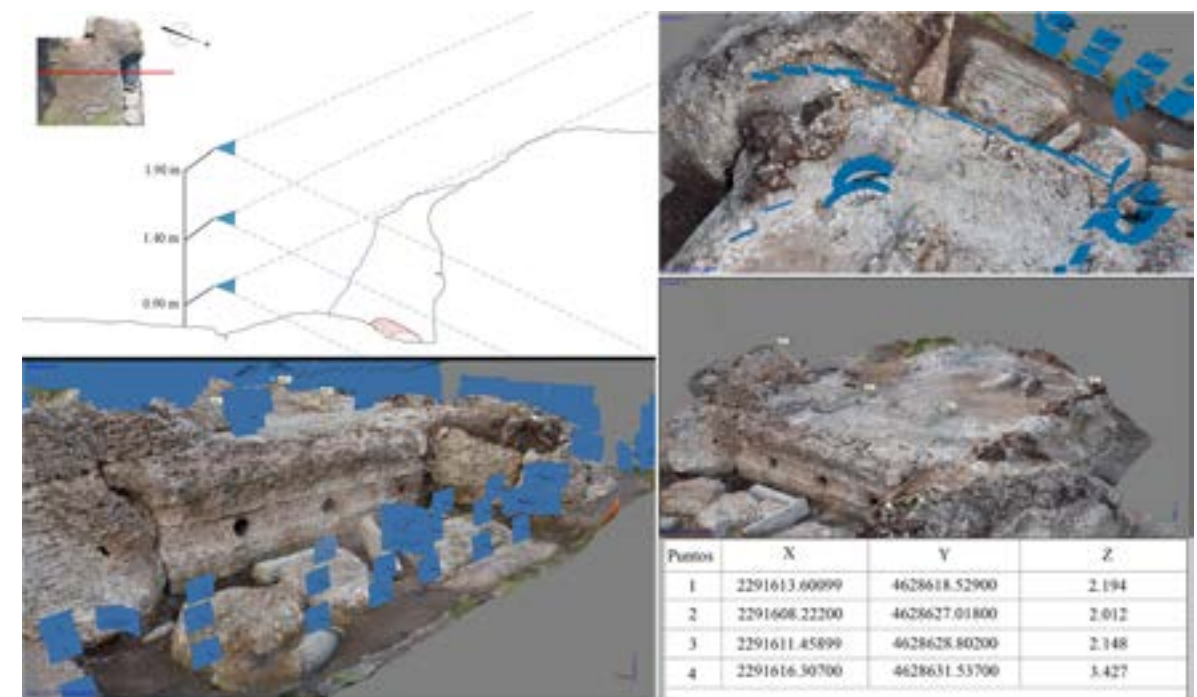 1.90 m
1.40 m
0.90 m
Puntos X Y Z
1 2291613.60099 4628618.52900 2.194
2 2291608.22200 4628627.01800 2.012
3 2291611.45899 4628628.80200 2.148
4 2291616.30700 4628631.53700 3.427